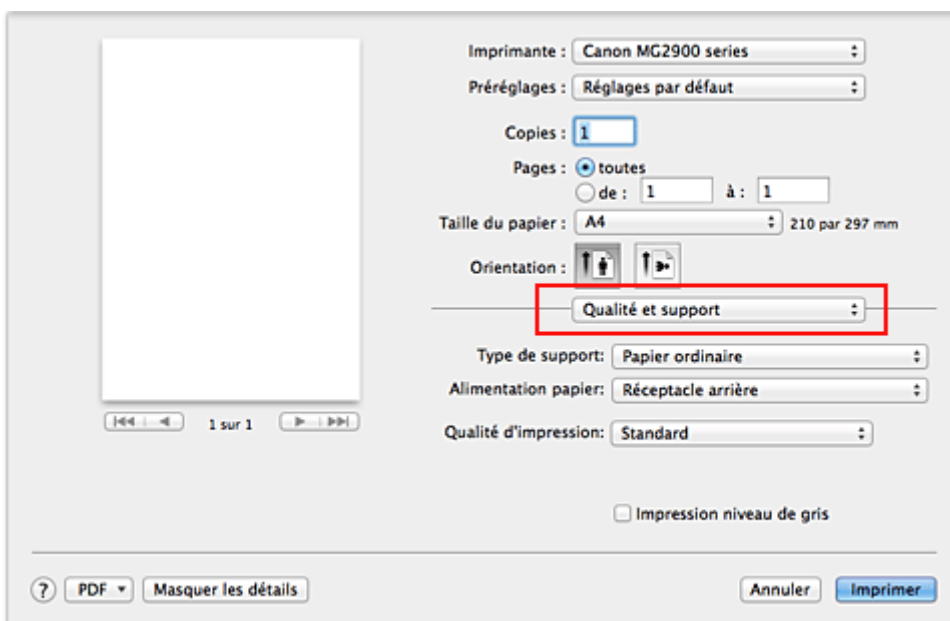 Imprimante : Canon MG2900 series
Préréglages : Réglages par défaut
Copies : 1
Pages : toutes
de : 1 à : 1
Taille du papier : A4 210 par 297 mm
Orientation :
Qualité et support
Type de support: Papier ordinaire
Alimentation papier: Réceptacle arrière
1 sur 1
Qualité d'impression: Standard
Impression niveau de gris
? PDF Masquer les détails Annuler Imprimer